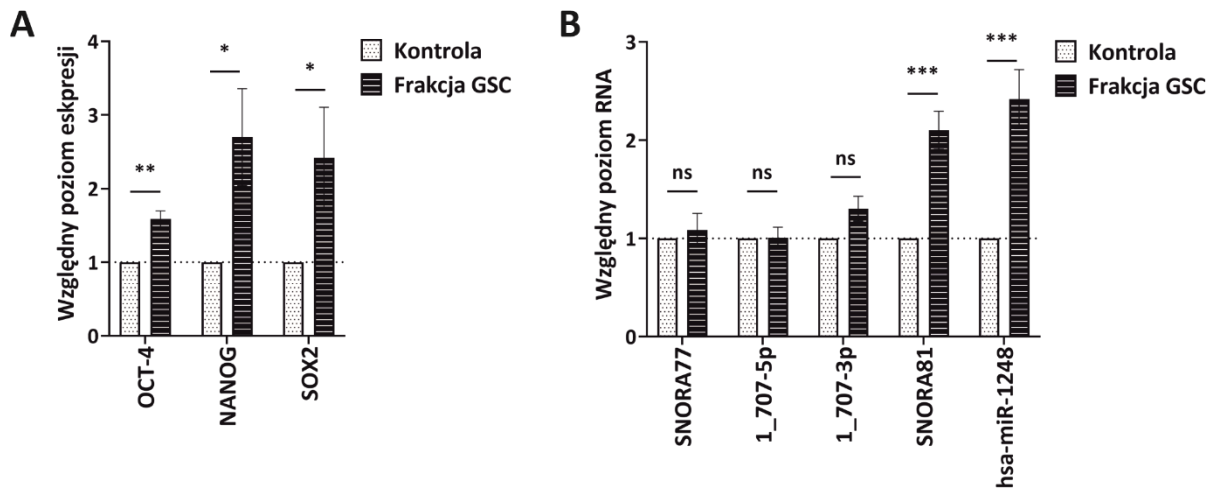 A
Względny poziom eskpresji
4
3
2
1
0
**
*
*
OCT-4
NANOG
SOX2
Kontrola
Frakcja GSC
B
Względny poziom RNA
3
2
1
0
ns
ns
ns
***
***
SNORA77
1_707-5p
1_707-3p
SNORA81
hsa-miR-1248
Kontrola
Frakcja GSC